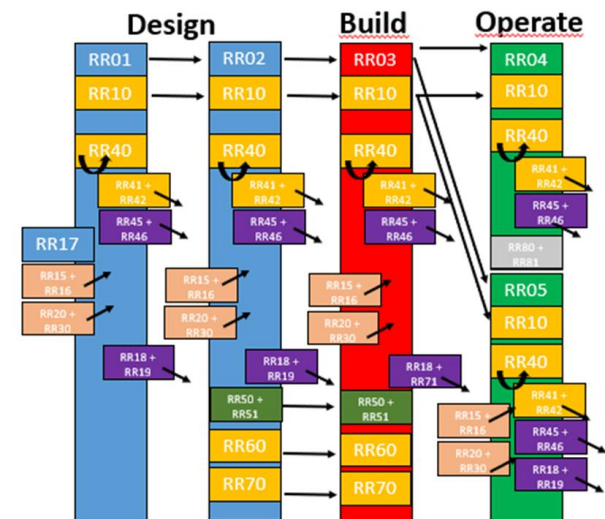 Design
Build
Operate
RR01
RR02
RR03
RR04
RR10
RR10
RR10
RR10
RR40
RR40
RR40
RR40
RR41 +
RR42
RR41 +
RR42
RR41 +
RR42
RR41 +
RR42
RR45 +
RR46
RR45 +
RR46
RR45 +
RR46
RR45 +
RR46
RR17
RR80 +
RR81
RR15 +
RR16
RR15 +
RR16
RR15 +
RR16
RR05
RR20 +
RR30
RR20 +
RR30
RR20 +
RR30
RR10
RR18 +
RR19
RR18 +
RR19
RR18 +
RR71
RR40
RR50 +
RR51
RR50 +
RR51
RR41 +
RR42
RR15 +
RR16
RR60
RR60
RR45 +
RR46
RR20 +
RR30
RR70
RR70
RR18 +
RR19